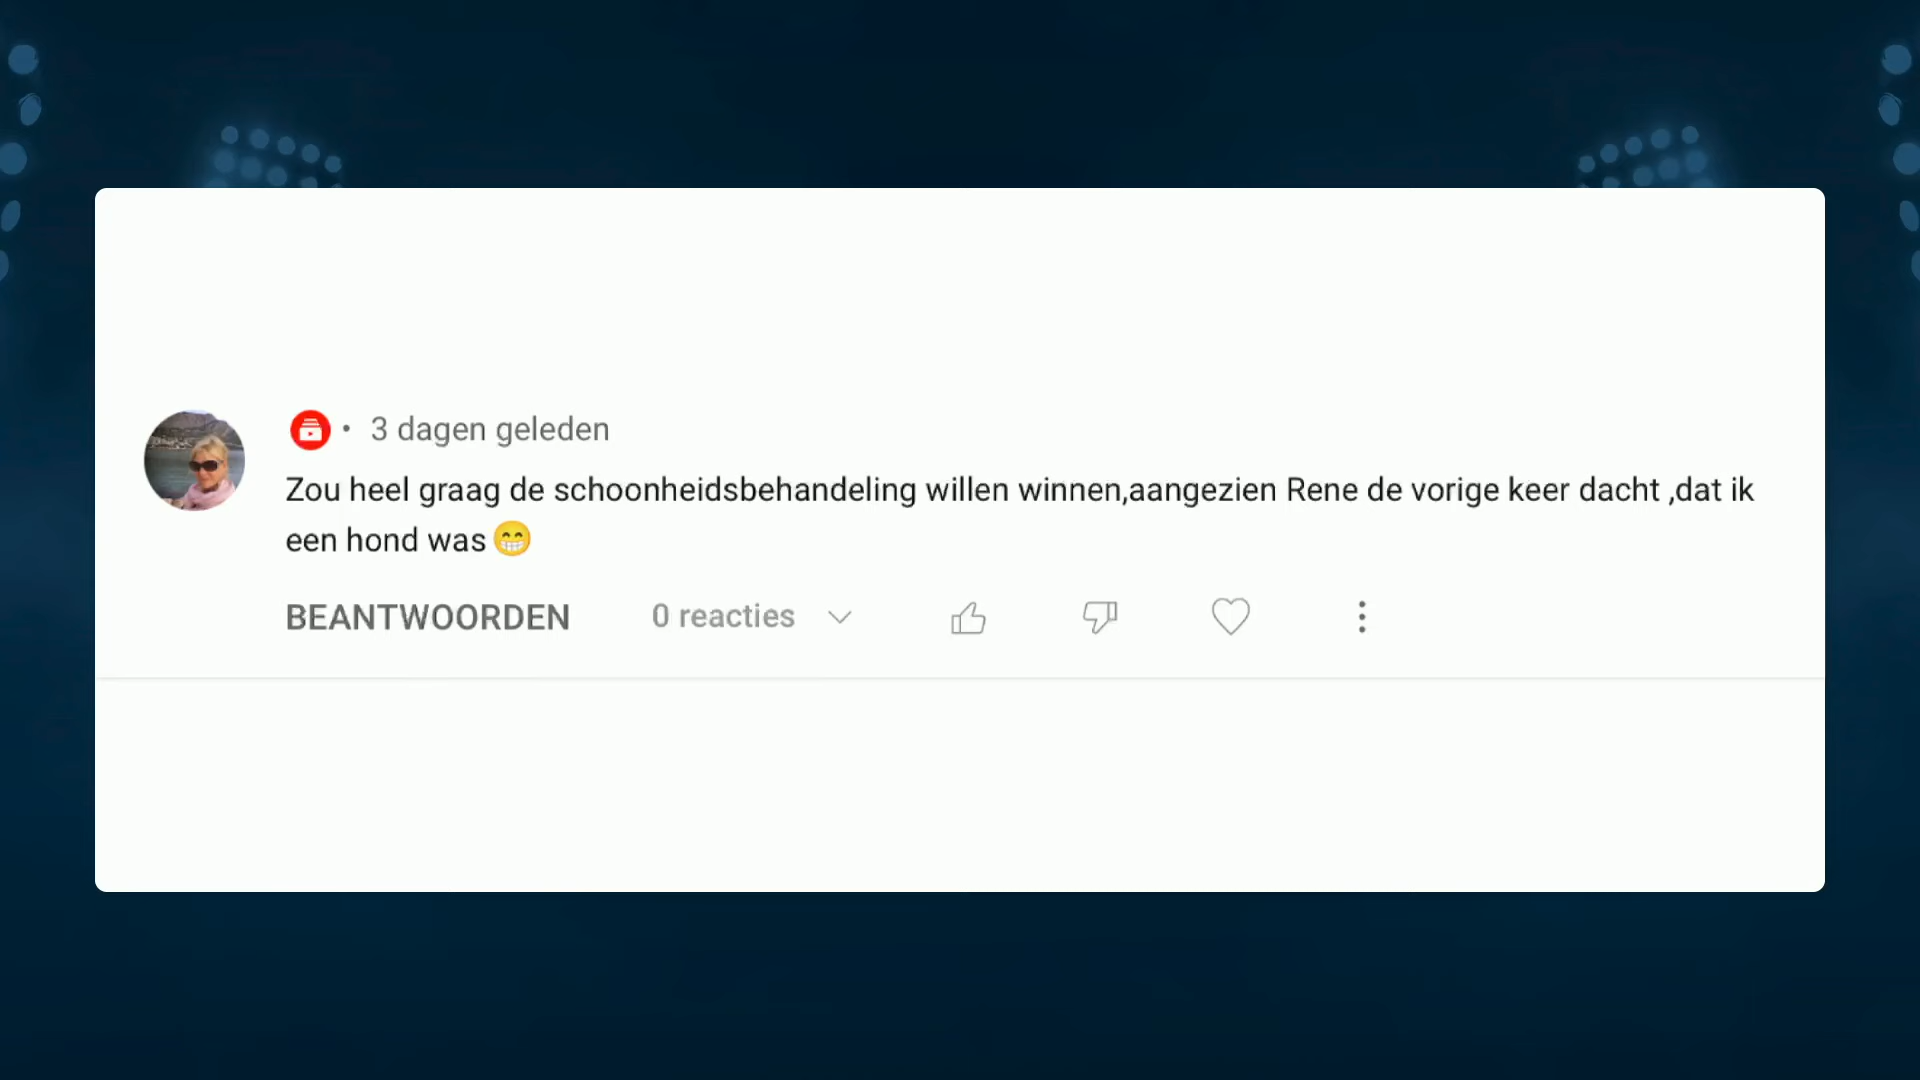 • 3 dagen geleden
Zou heel graag de schoonheidsbehandeling willen winnen,aangezien Rene de vorige keer dacht ,dat ik
een hond was 😁
BEANTWOORDEN 0 reacties